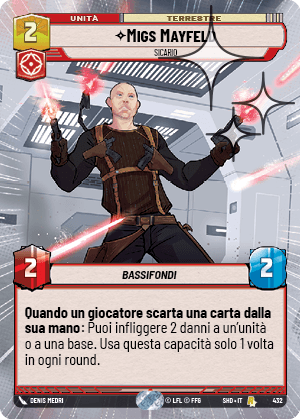 UNITÀ
TERRESTRE
2
✧MIGS MAYFELD
SICARIO
2
BASSIFONDI
2
Quando un giocatore scarta una carta dalla
sua mano: Puoi infliggere 2 danni a un'unità
o a una base. Usa questa capacità solo 1 volta
in ogni round.
DENIS MEDRI
© LFL © FFG
SHD • IT
432